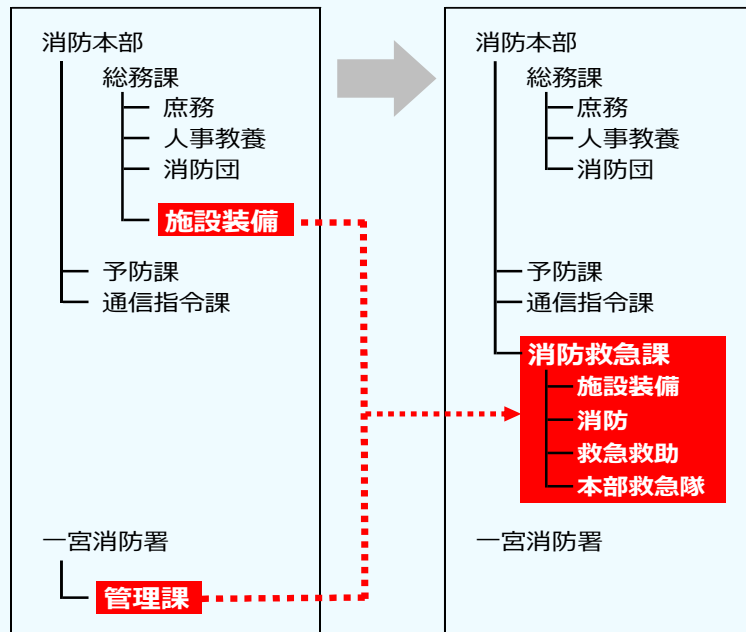 消防本部
総務課
庶務
人事教養
消防団
施設装備
予防課
通信指令課
一宮消防署
管理課
消防本部
総務課
庶務
人事教養
消防団
予防課
通信指令課
消防救急課
施設装備
消防
救急救助
本部救急隊
一宮消防署